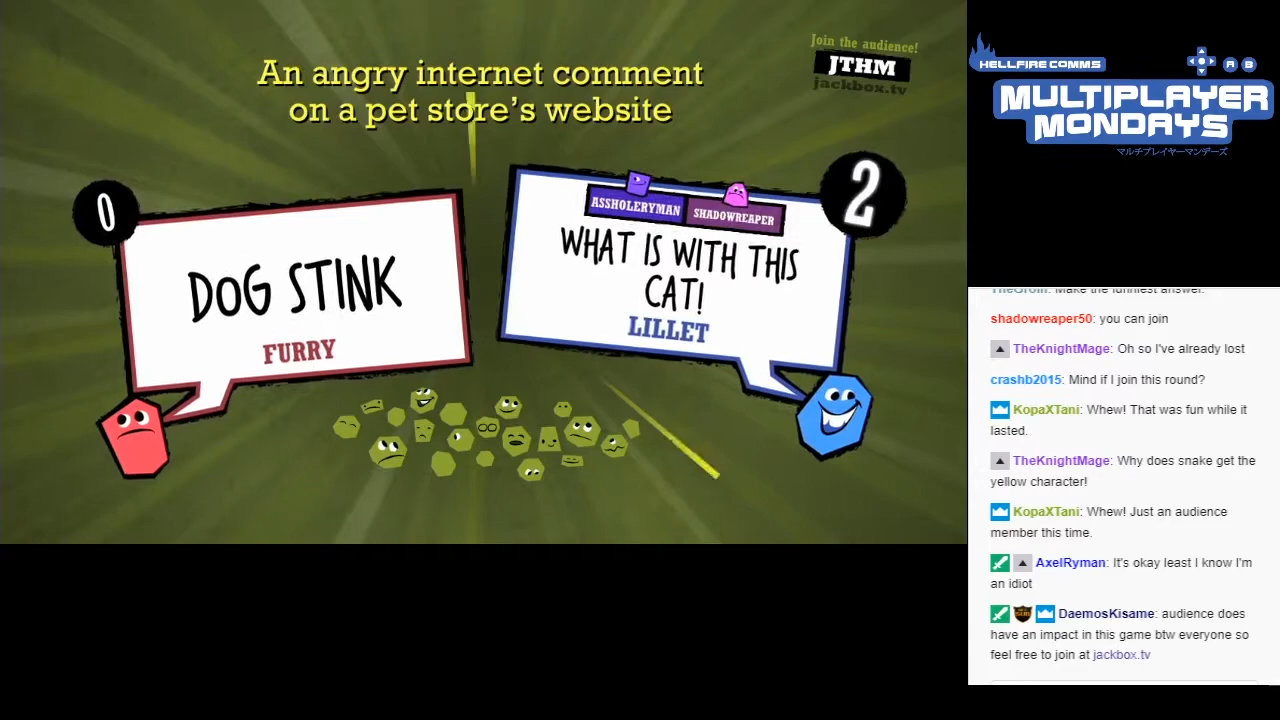 An angry internet comment
on a pet store's website
Join the audience!
JTHM
jackbox.tv
0
DOG STINK
FURRY
ASSHOLERYMAN
SHADOWREAPER
2
WHAT IS WITH THIS
CAT!
LILLET
HELLFIRE COMMS
A B
MULTIPLAYER
MONDAYS
マルチプレイヤーマンデーズ
Make the funniest answer.
shadowreaper50: you can join
TheKnightMage: Oh so I've already lost
crashb2015: Mind if I join this round?
KopaXTani: Whew! That was fun while it
lasted.
TheKnightMage: Why does snake get the
yellow character!
KopaXTani: Whew! Just an audience
member this time.
AxelRyman: It's okay least I know I'm
an idiot
DaemosKisame: audience does
have an impact in this game btw everyone so
feel free to join at jackbox.tv